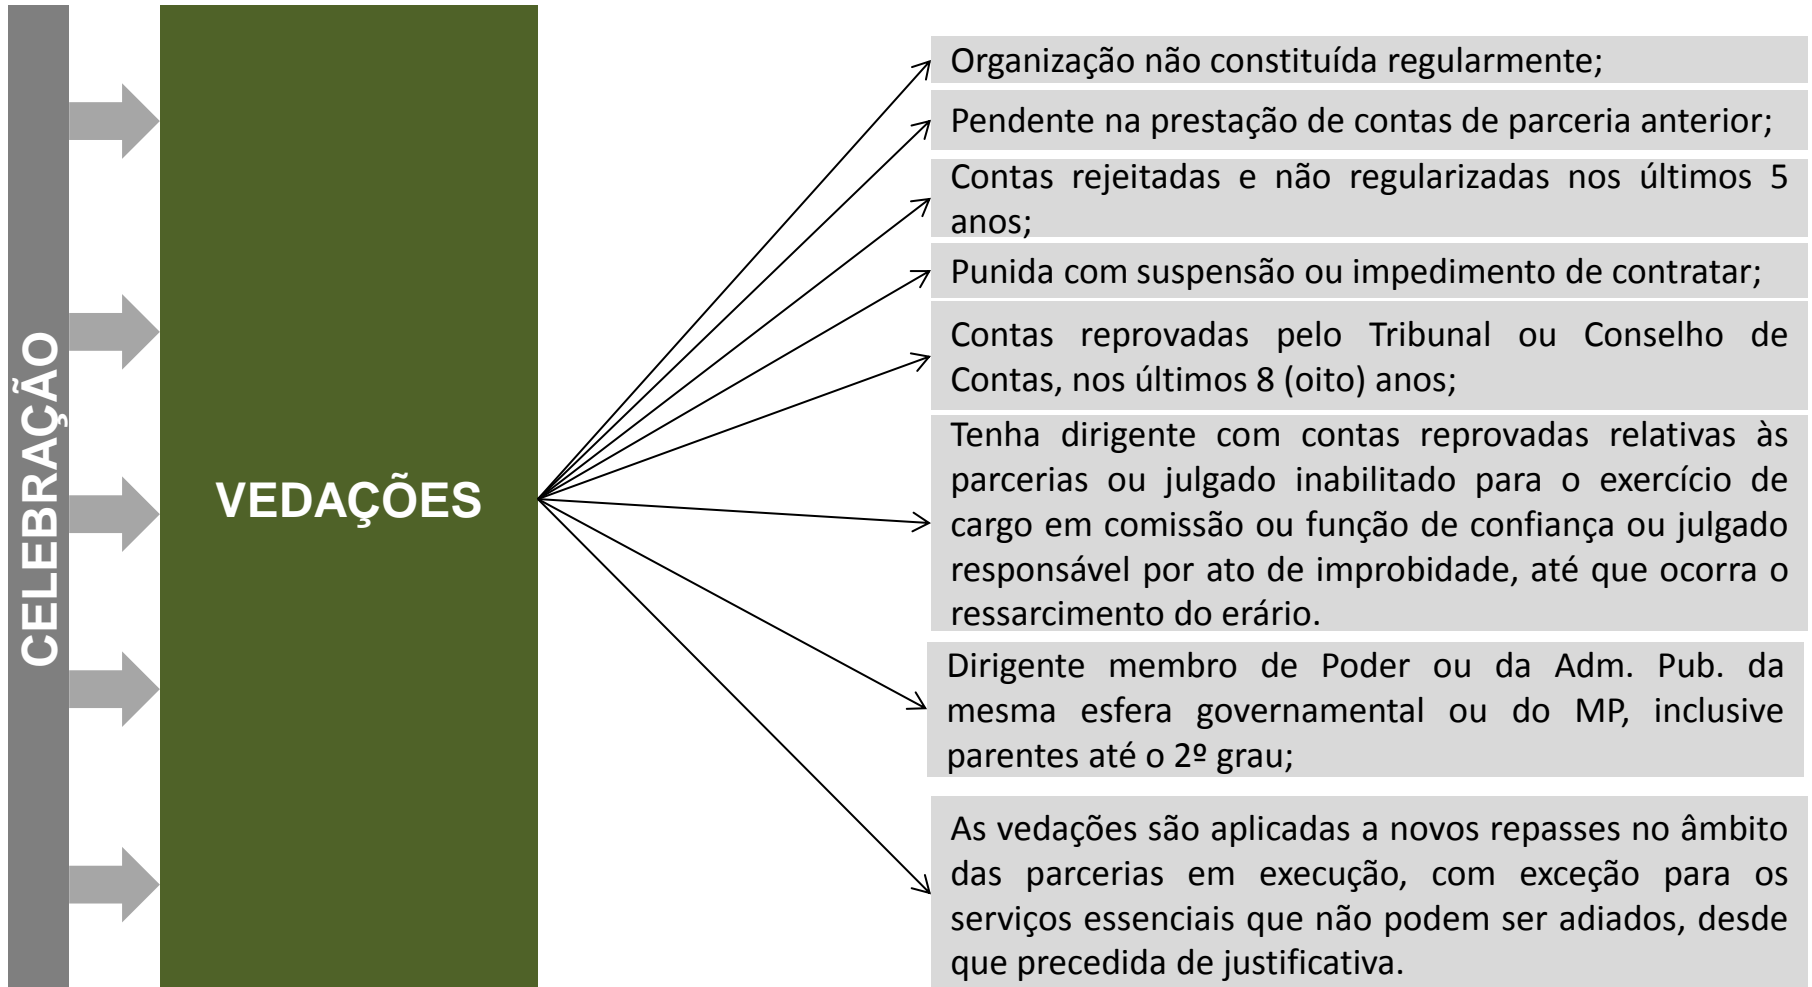 CELEBRAÇÃO
VEDAÇÕES
Organização não constituída regularmente;
Pendente na prestação de contas de parceria anterior;
Contas rejeitadas e não regularizadas nos últimos 5
anos;
Punida com suspensão ou impedimento de contratar;
Contas reprovadas pelo Tribunal ou Conselho de
Contas, nos últimos 8 (oito) anos;
Tenha dirigente com contas reprovadas relativas às
parcerias ou julgado inabilitado para o exercício de
cargo em comissão ou função de confiança ou julgado
responsável por ato de improbidade, até que ocorra o
ressarcimento do erário.
Dirigente membro de Poder ou da Adm. Pub. da
mesma esfera governamental ou do MP, inclusive
parentes até o 2º grau;
As vedações são aplicadas a novos repasses no âmbito
das parcerias em execução, com exceção para os
serviços essenciais que não podem ser adiados, desde
que precedida de justificativa.